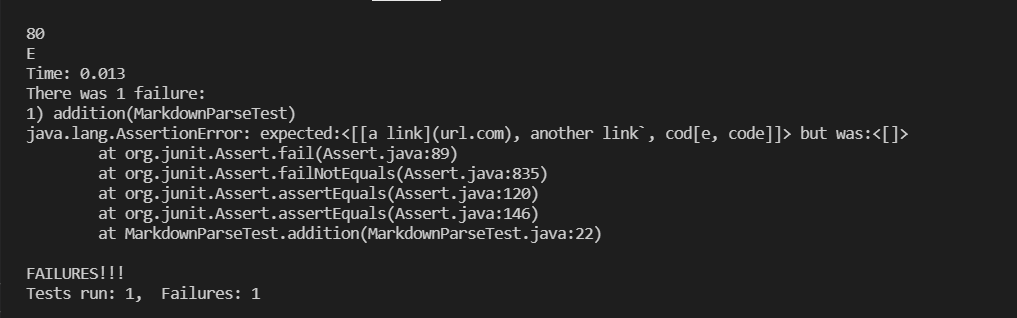 80
E
Time: 0.013
There was 1 failure:
1) addition(MarkdownParseTest)
java.lang.AssertionError: expected:<[[a link](url.com), another link`, cod[e, code]]> but was:<[]>
        at org.junit.Assert.fail(Assert.java:89)
        at org.junit.Assert.failNotEquals(Assert.java:835)
        at org.junit.Assert.assertEquals(Assert.java:120)
        at org.junit.Assert.assertEquals(Assert.java:146)
        at MarkdownParseTest.addition(MarkdownParseTest.java:22)
FAILURES!!!
Tests run: 1,  Failures: 1